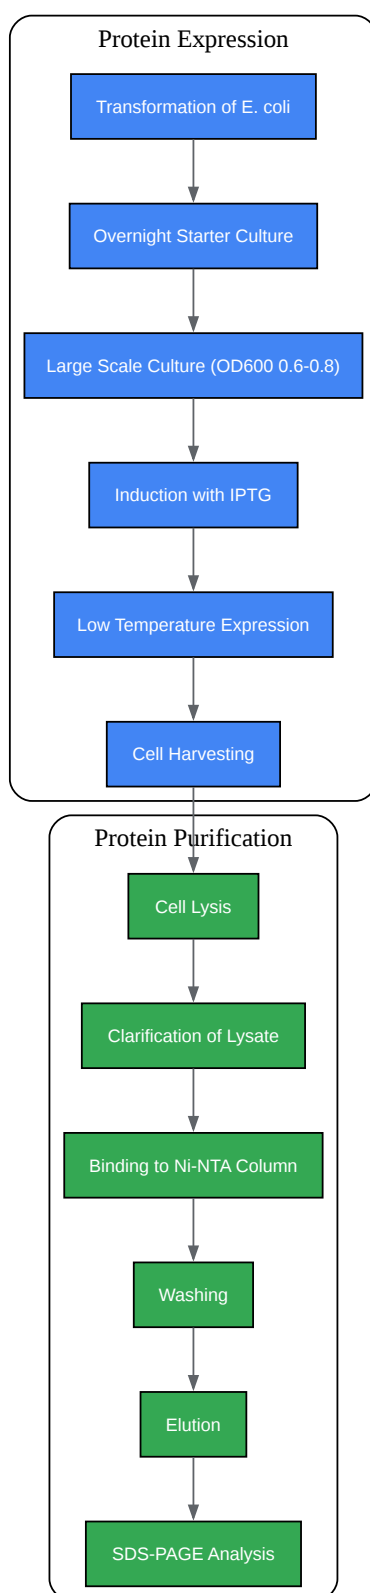 Protein Expression
Transformation of E. coli
Overnight Starter Culture
Large Scale Culture (OD600 0.6-0.8)
Induction with IPTG
Low Temperature Expression
Cell Harvesting
Protein Purification
Cell Lysis
Clarification of Lysate
Binding to Ni-NTA Column
Washing
Elution
SDS-PAGE Analysis